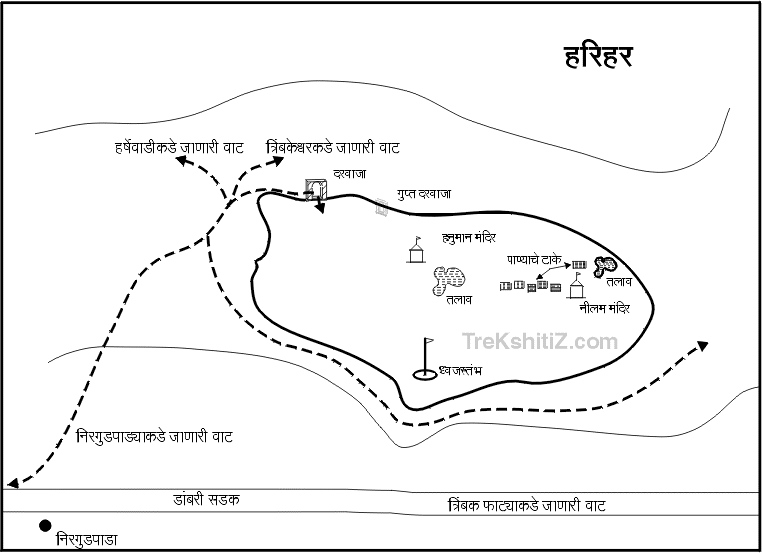 हरिहर
हर्षेवाडीकडे जाणारी वाट
त्रिंबकेश्वरकडे जाणारी वाट
दरवाजा
गुप्त दरवाजा
हनुमान मंदिर
पाण्याचे टाके
तलाव
तलाव
नीलम मंदिर
TreKshitiZ.com
ध्वजस्तंभ
निरगुडपाड्याकडे जाणारी वाट
डांबरी सडक
त्रिंबक फाट्याकडे जाणारी वाट
निरगुडपाडा